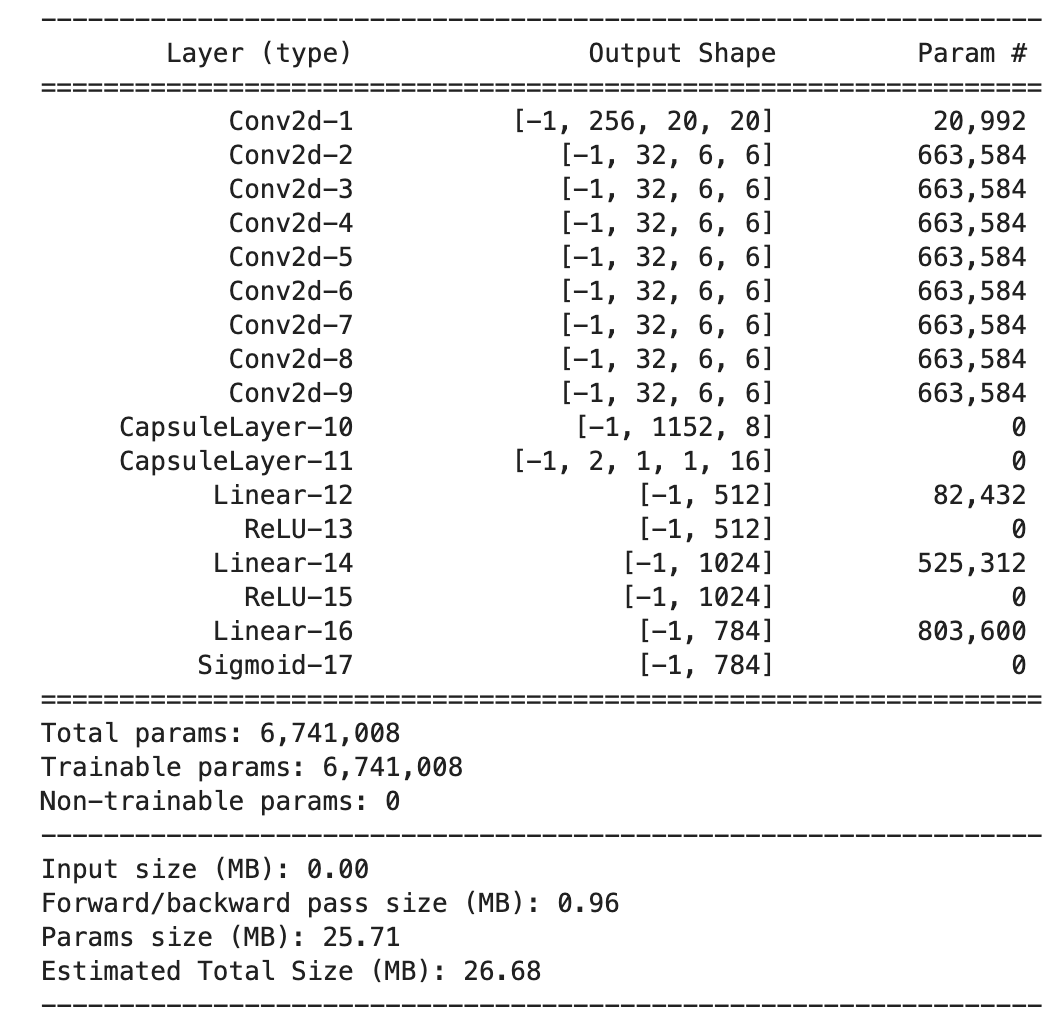 ----------------------------------------------------------------
        Layer (type)               Output Shape         Param #
================================================================
            Conv2d-1          [-1, 256, 20, 20]          20,992
            Conv2d-2             [-1, 32, 6, 6]         663,584
            Conv2d-3             [-1, 32, 6, 6]         663,584
            Conv2d-4             [-1, 32, 6, 6]         663,584
            Conv2d-5             [-1, 32, 6, 6]         663,584
            Conv2d-6             [-1, 32, 6, 6]         663,584
            Conv2d-7             [-1, 32, 6, 6]         663,584
            Conv2d-8             [-1, 32, 6, 6]         663,584
            Conv2d-9             [-1, 32, 6, 6]         663,584
     CapsuleLayer-10              [-1, 1152, 8]               0
     CapsuleLayer-11          [-1, 2, 1, 1, 16]               0
           Linear-12                  [-1, 512]          82,432
             ReLU-13                  [-1, 512]               0
           Linear-14                 [-1, 1024]         525,312
             ReLU-15                 [-1, 1024]               0
           Linear-16                  [-1, 784]         803,600
          Sigmoid-17                  [-1, 784]               0
================================================================
Total params: 6,741,008
Trainable params: 6,741,008
Non-trainable params: 0
----------------------------------------------------------------
Input size (MB): 0.00
Forward/backward pass size (MB): 0.96
Params size (MB): 25.71
Estimated Total Size (MB): 26.68
----------------------------------------------------------------